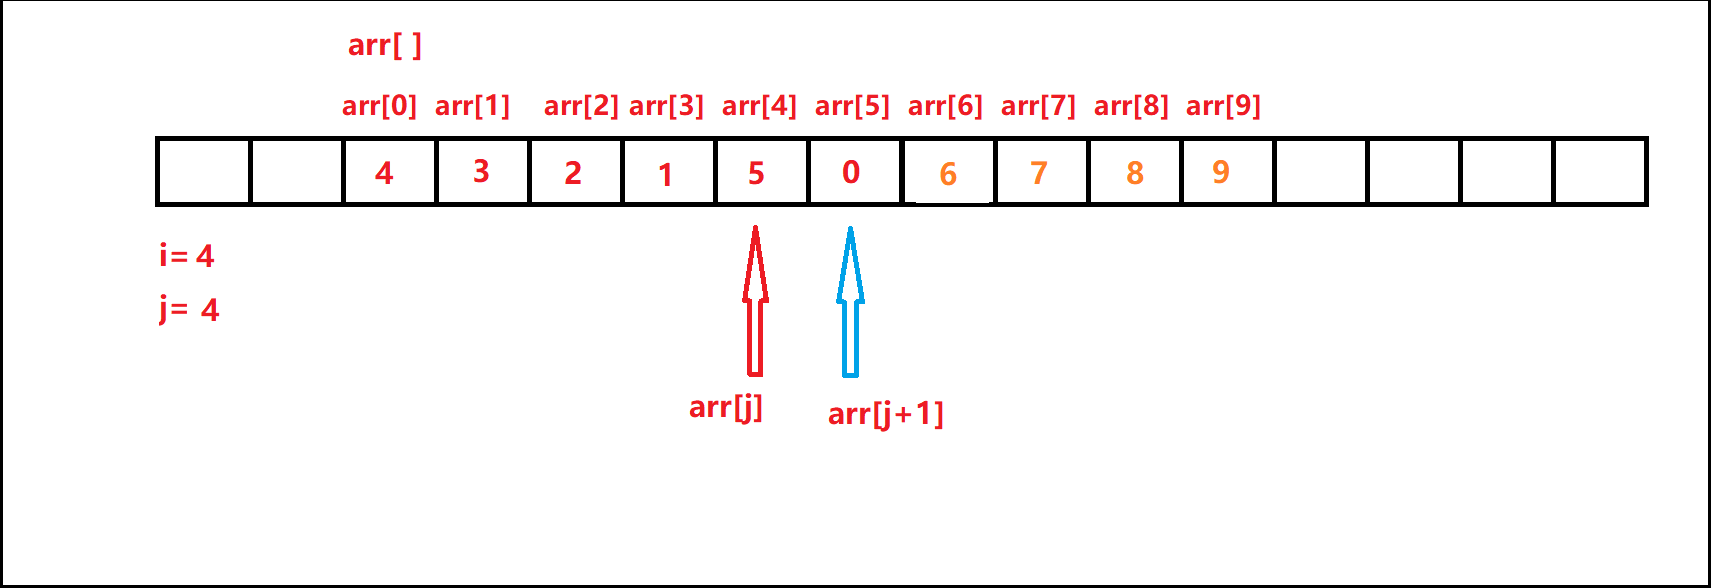 arr[ ]
arr[0] arr[1] arr[2] arr[3] arr[4] arr[5] arr[6] arr[7] arr[8] arr[9]
4 3 2 1 5 0 6 7 8 9
i= 4
j= 4
arr[j] arr[j+1]